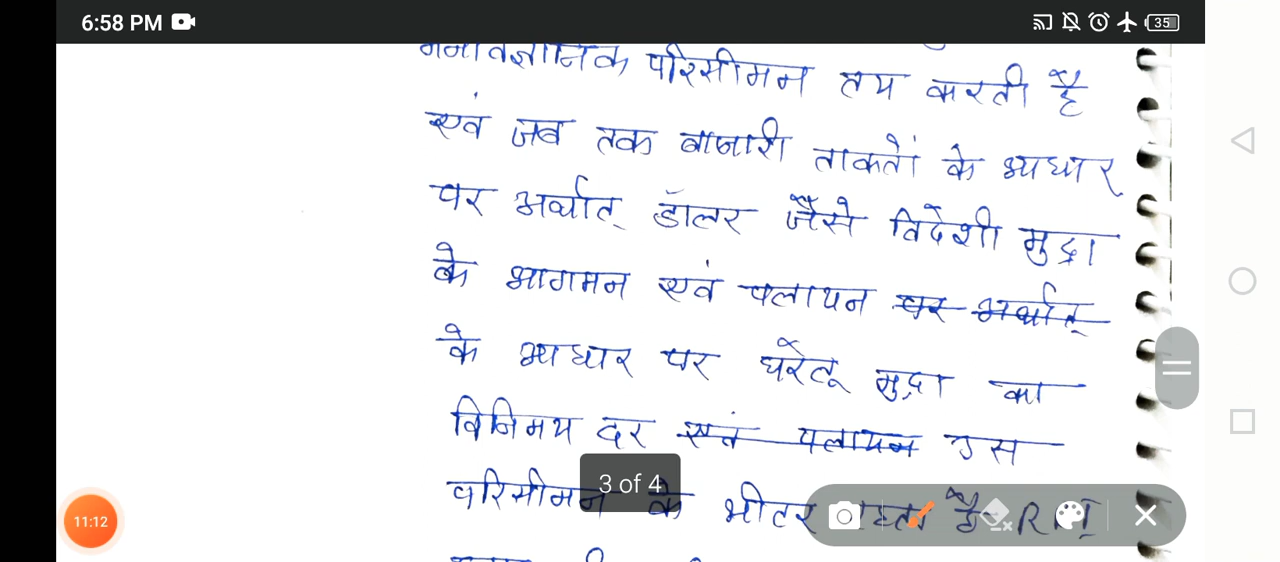 6:58 PM
35
परिसीमन तय करती है
एवं जब तक बाजारी ताकतों के आधार
पर अर्थात् डॉलर जैसे विदेशी मुद्रा
के आगमन एवं पलायन पर अर्थात्
के आधार पर घरेलू मुद्रा का
विनिमय दर एवं पलायन उस
परिसीमन के भीतर है RBI
3 of 4
11:12